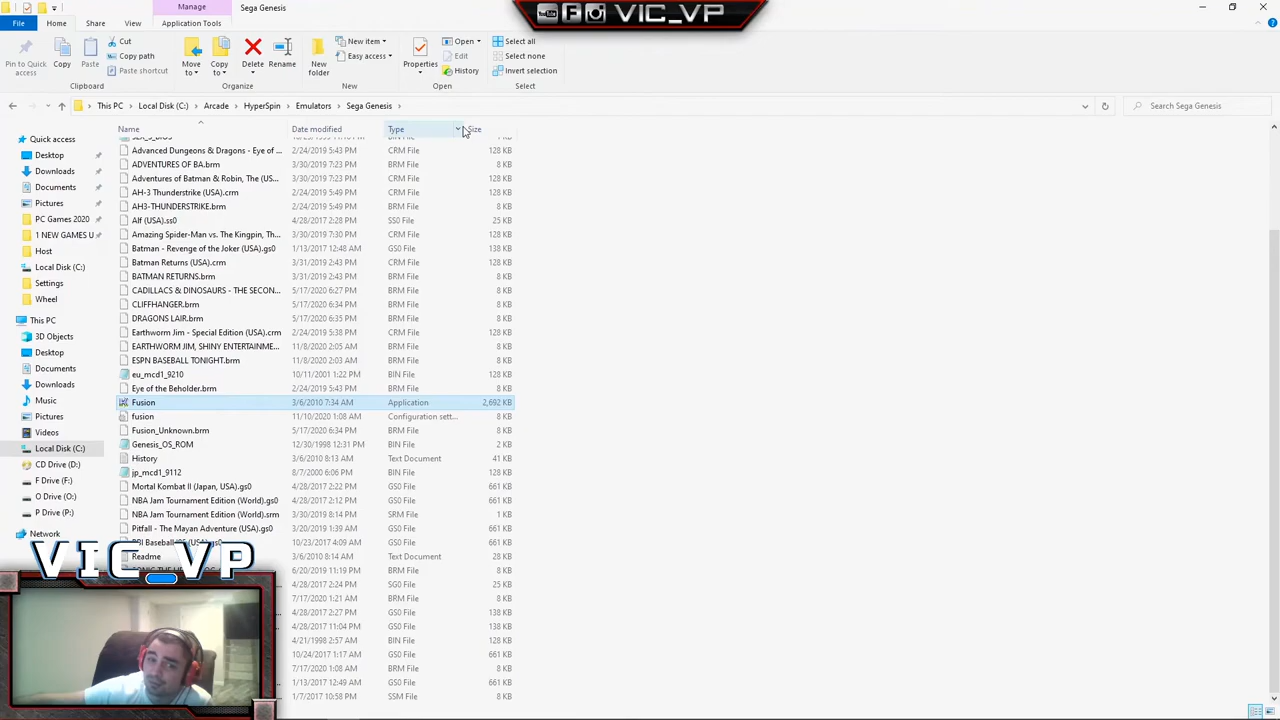 Manage
Sega Genesis
VIC_VP
File
Home
Share
View
Application Tools
Pin to Quick access
Copy
Paste
Cut
Copy path
Paste shortcut
Clipboard
Move to
Copy to
Delete
Rename
Organize
New folder
New item
Easy access
New
Properties
Open
Edit
History
Open
Select all
Select none
Invert selection
Select
This PC > Local Disk (C:) > Arcade > HyperSpin > Emulators > Sega Genesis >
Search Sega Genesis
Name Date modified Type Size
Quick access
Desktop
Downloads
Documents
Pictures
PC Games 2020
1 NEW GAMES U
Host
Local Disk (C:)
Settings
Wheel
This PC
3D Objects
Desktop
Documents
Downloads
Music
Pictures
Videos
Local Disk (C:)
CD Drive (D:)
F Drive (F:)
O Drive (O:)
P Drive (P:)
Network
Advanced Dungeons & Dragons - Eye of ... 2/24/2019 5:43 PM CRM File 128 KB
ADVENTURES OF BA.brm 3/30/2019 7:23 PM BRM File 8 KB
Adventures of Batman & Robin, The (US... 3/30/2019 7:23 PM CRM File 128 KB
AH-3 Thunderstrike (USA).crm 2/24/2019 5:49 PM CRM File 128 KB
AH3-THUNDERSTRIKE.brm 2/24/2019 5:49 PM BRM File 8 KB
Alf (USA).ss0 4/28/2017 2:28 PM SS0 File 25 KB
Amazing Spider-Man vs. The Kingpin, Th... 3/30/2019 7:30 PM CRM File 128 KB
Batman - Revenge of the Joker (USA).gs0 1/13/2017 12:48 AM GS0 File 138 KB
Batman Returns (USA).crm 3/31/2019 2:43 PM CRM File 128 KB
BATMAN RETURNS.brm 3/31/2019 2:43 PM BRM File 8 KB
CADILLACS & DINOSAURS - THE SECON... 5/17/2020 6:27 PM BRM File 8 KB
CLIFFHANGER.brm 5/17/2020 6:34 PM BRM File 8 KB
DRAGONS LAIR.brm 5/17/2020 6:35 PM BRM File 8 KB
Earthworm Jim - Special Edition (USA).crm 2/24/2019 5:38 PM CRM File 128 KB
EARTHWORM JIM, SHINY ENTERTAINME... 11/8/2020 2:05 AM BRM File 8 KB
ESPN BASEBALL TONIGHT.brm 11/8/2020 2:03 AM BRM File 8 KB
eu_mcd1_9210 10/11/2001 1:22 PM BIN File 128 KB
Eye of the Beholder.brm 2/24/2019 5:43 PM BRM File 8 KB
Fusion 3/6/2010 7:34 AM Application 2,692 KB
fusion 11/10/2020 1:08 AM Configuration sett... 8 KB
Fusion_Unknown.brm 5/17/2020 6:34 PM BRM File 8 KB
Genesis_OS_ROM 12/30/1998 12:31 PM BIN File 2 KB
History 3/6/2010 8:13 AM Text Document 41 KB
jp_mcd1_9112 8/7/2000 6:06 PM BIN File 128 KB
Mortal Kombat II (Japan, USA).gs0 4/28/2017 2:22 PM GS0 File 661 KB
NBA Jam Tournament Edition (World).gs0 4/28/2017 2:12 PM GS0 File 661 KB
NBA Jam Tournament Edition (World).srm 3/30/2019 8:14 PM SRM File 1 KB
Pitfall - The Mayan Adventure (USA).gs0 3/20/2019 1:39 AM GS0 File 661 KB
10/23/2017 4:09 AM GS0 File 661 KB
Readme 3/6/2010 8:14 AM Text Document 28 KB
6/20/2019 11:19 PM BRM File 8 KB
4/28/2017 2:24 PM SG0 File 25 KB
7/17/2020 1:21 AM BRM File 8 KB
4/28/2017 2:27 PM GS0 File 138 KB
4/28/2017 11:04 PM GS0 File 138 KB
4/21/1998 2:57 AM BIN File 128 KB
10/24/2017 1:17 AM GS0 File 661 KB
7/17/2020 1:08 AM BRM File 8 KB
1/13/2017 12:49 AM GS0 File 661 KB
1/7/2017 10:58 PM SSM File 8 KB
VIC_VP